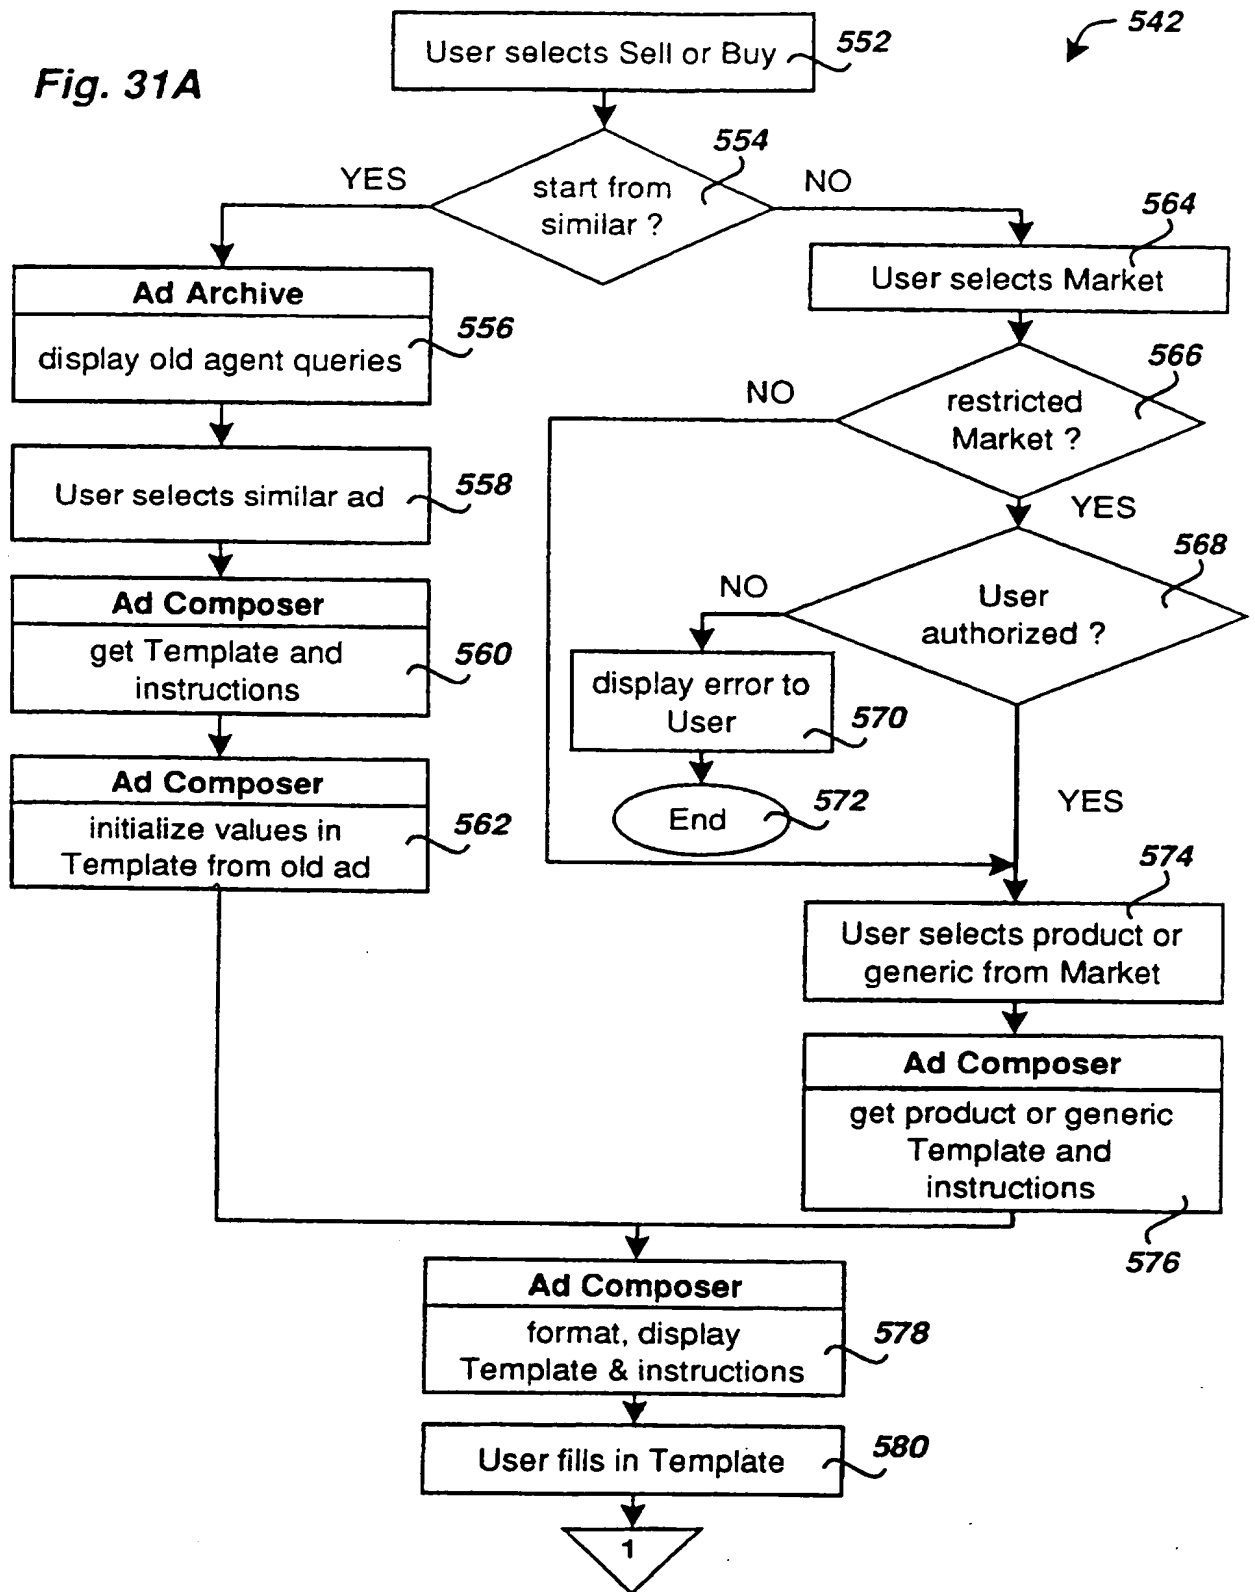 542
User selects Sell or Buy
552
Fig. 31A
554
YES
start from
similar ?
NO
564
User selects Market
Ad Archive
556
display old agent queries
566
NO
restricted
Market ?
User selects similar ad
558
YES
568
Ad Composer
get Template and
instructions
560
NO
User
authorized ?
display error to
User
570
Ad Composer
initialize values in
Template from old ad
562
End
572
YES
574
User selects product or
generic from Market
Ad Composer
get product or generic
Template and
instructions
576
Ad Composer
format, display
Template & instructions
578
User fills in Template
580
1